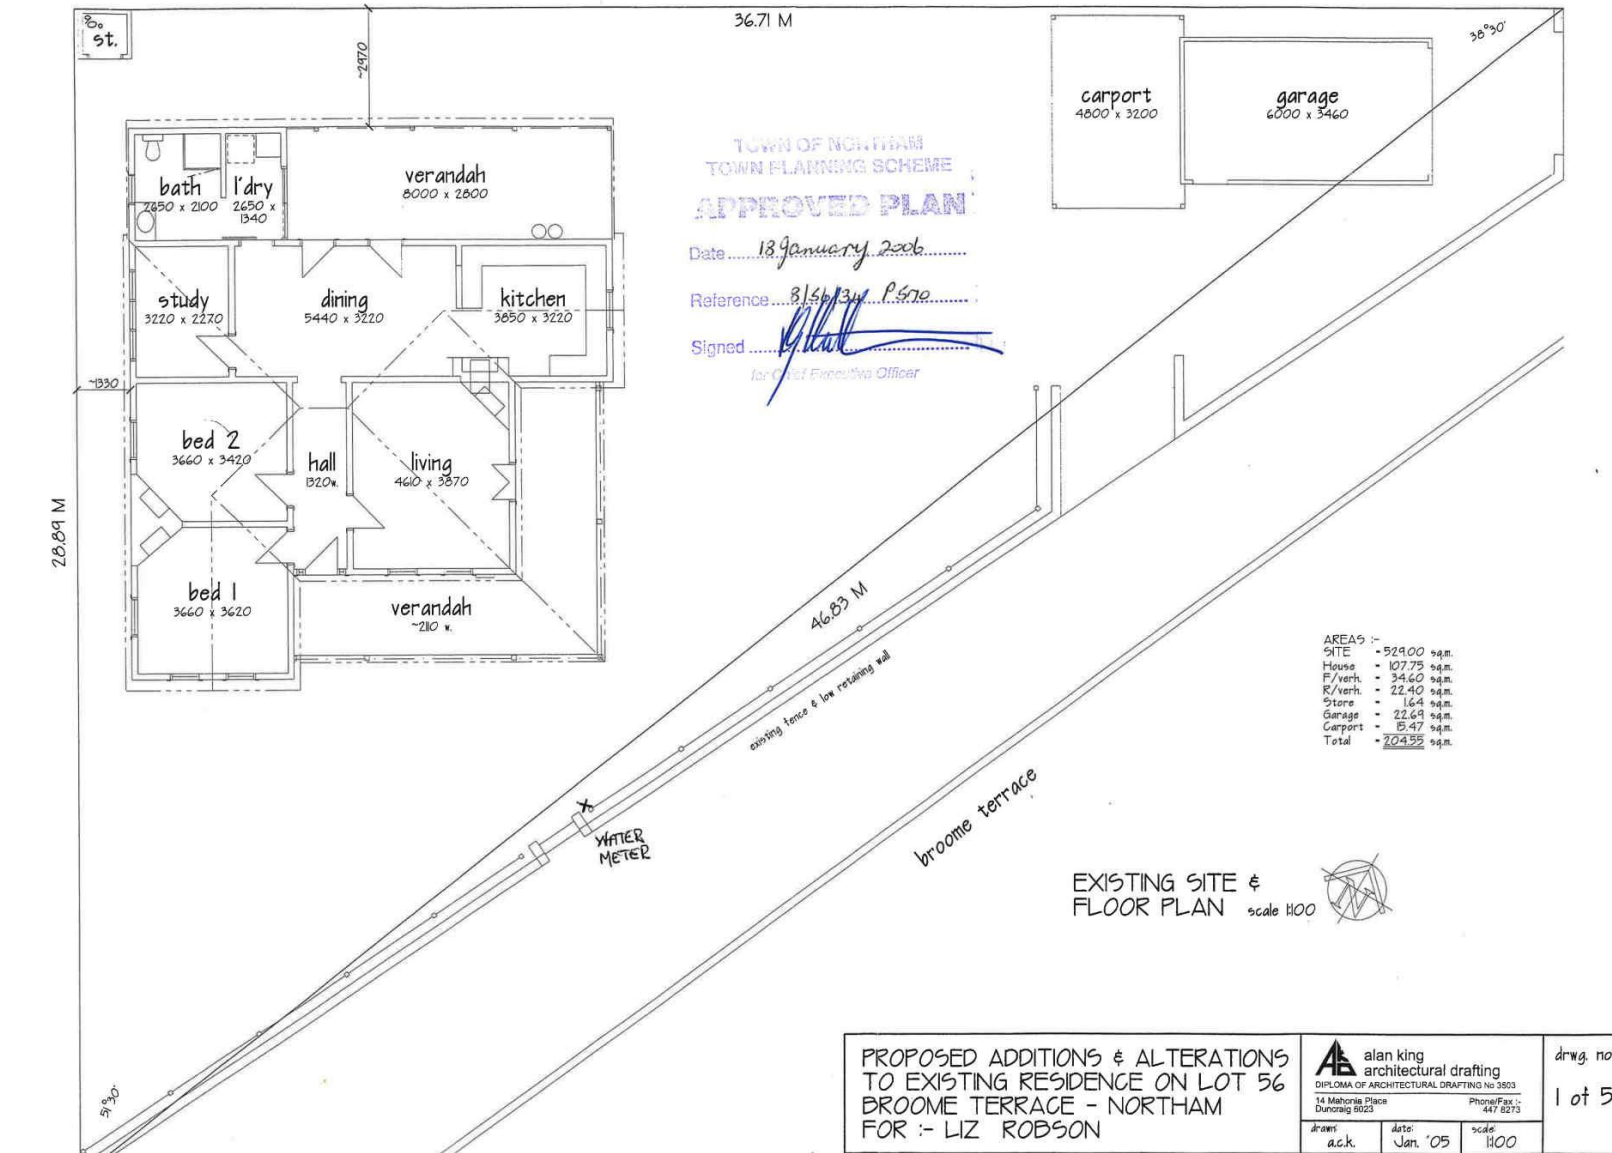 36.71 M
90°
st.
~2970
38°30'
carport
4800 x 3200
garage
6000 x 3460
TOWN OF NORTHAM
TOWN PLANNING SCHEME
APPROVED PLAN
Date 18 January 2006
Reference 8/56/34 P570
Signed
for Chief Executive Officer
bath
2650 x 2100
l'dry
2650 x
1340
verandah
8000 x 2800
study
3220 x 2270
dining
5440 x 3220
kitchen
3850 x 3220
~1330
bed 2
3660 x 3420
hall
1320w.
living
4610 x 3870
28.89 M
bed 1
3660 x 3620
verandah
~2110 w.
46.83 M
existing fence & low retaining wall
AREAS :-
SITE - 529.00 sq.m.
House - 107.75 sq.m.
F/verh. - 34.60 sq.m.
R/verh. - 22.40 sq.m.
Store - 1.64 sq.m.
Garage - 22.69 sq.m.
Carport - 15.47 sq.m.
Total - 204.55 sq.m.
X
WATER
METER
broome terrace
EXISTING SITE &
FLOOR PLAN scale 1:100
51°30'
PROPOSED ADDITIONS & ALTERATIONS
TO EXISTING RESIDENCE ON LOT 56
BROOME TERRACE - NORTHAM
FOR :- LIZ ROBSON
alan king
architectural drafting
DIPLOMA OF ARCHITECTURAL DRAFTING No 3503
14 Mahonia Place
Duncraig 6023
Phone/Fax :-
447 8273
drawn:
a.c.k.
date:
Jan. '05
scale:
1:100
drwg. no
1 of 5